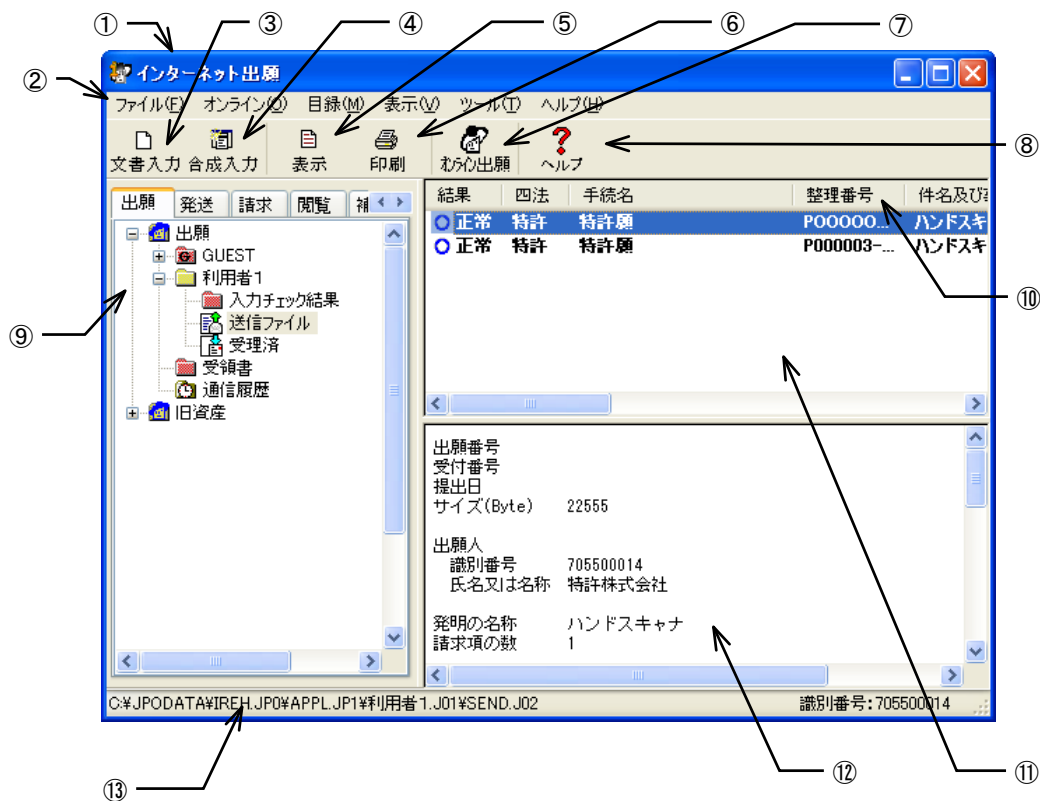 ① ③ ④ ⑤ ⑥ ⑦
インターネット出願
②
ファイル(F) オンライン(O) 目録(M) 表示(V) ツール(T) ヘルプ(H)
文書入力 合成入力 表示 印刷 オンライン出願 ヘルプ
⑧
出願 発送 請求 閲覧
結果 四法 手続名 整理番号 件名及び
正常 特許 特許願 P00000... ハンドスキ
正常 特許 特許願 P000003-... ハンドスキ
出願
GUEST
利用者1
入力チェック結果
送信ファイル
受理済
受領書
通信履歴
旧資産
⑨
⑩
出願番号
受付番号
提出日
サイズ(Byte) 22555
出願人
識別番号 705500014
氏名又は名称 特許株式会社
発明の名称 ハンドスキャナ
請求項の数 1
C:¥JPODATA¥IREH.JP0¥APPL.JP1¥利用者1.J01¥SEND.J02 識別番号:705500014
⑫ ⑪
⑬